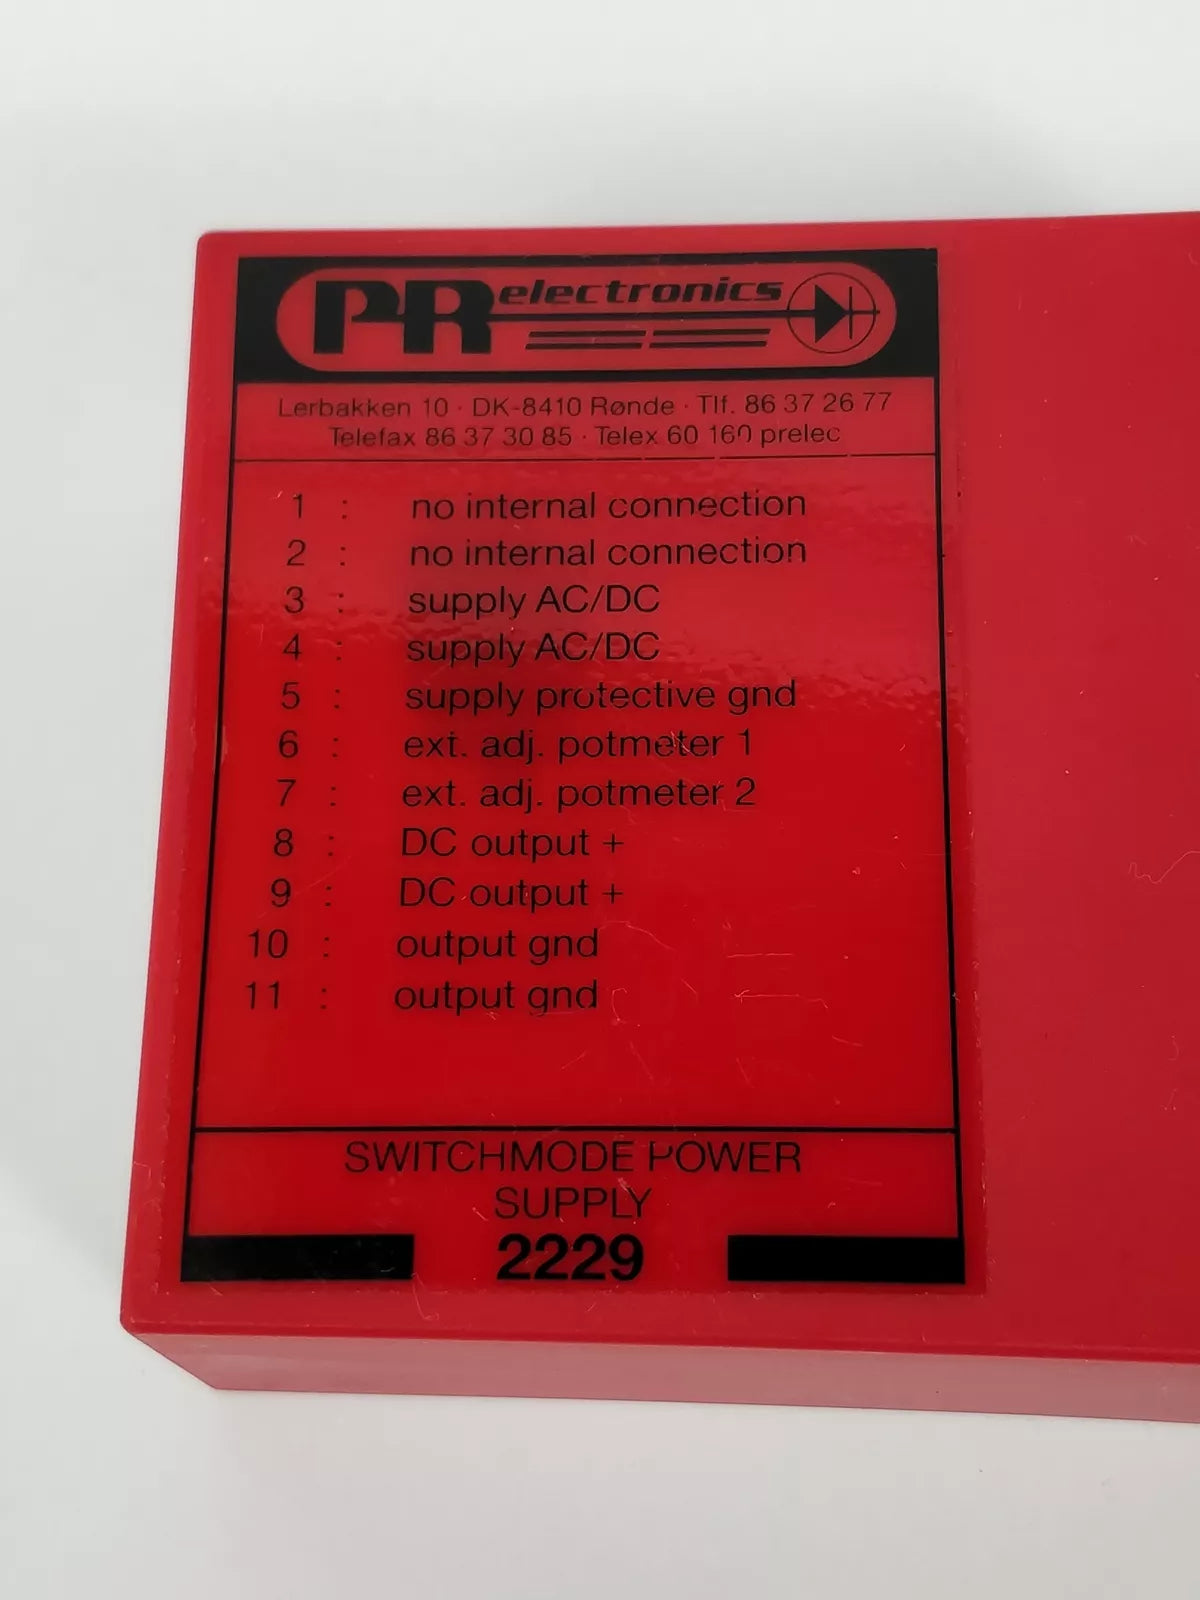 PR electronics
Lerbakken 10 · DK-8410 Rønde · Tlf. 86 37 26 77
Telefax 86 37 30 85 · Telex 60 160 prelec
1 : no internal connection
2 : no internal connection
3 : supply AC/DC
4 : supply AC/DC
5 : supply protective gnd
6 : ext. adj. potmeter 1
7 : ext. adj. potmeter 2
8 : DC output +
9 : DC output +
10 : output gnd
11 : output gnd
SWITCHMODE POWER
SUPPLY
2229